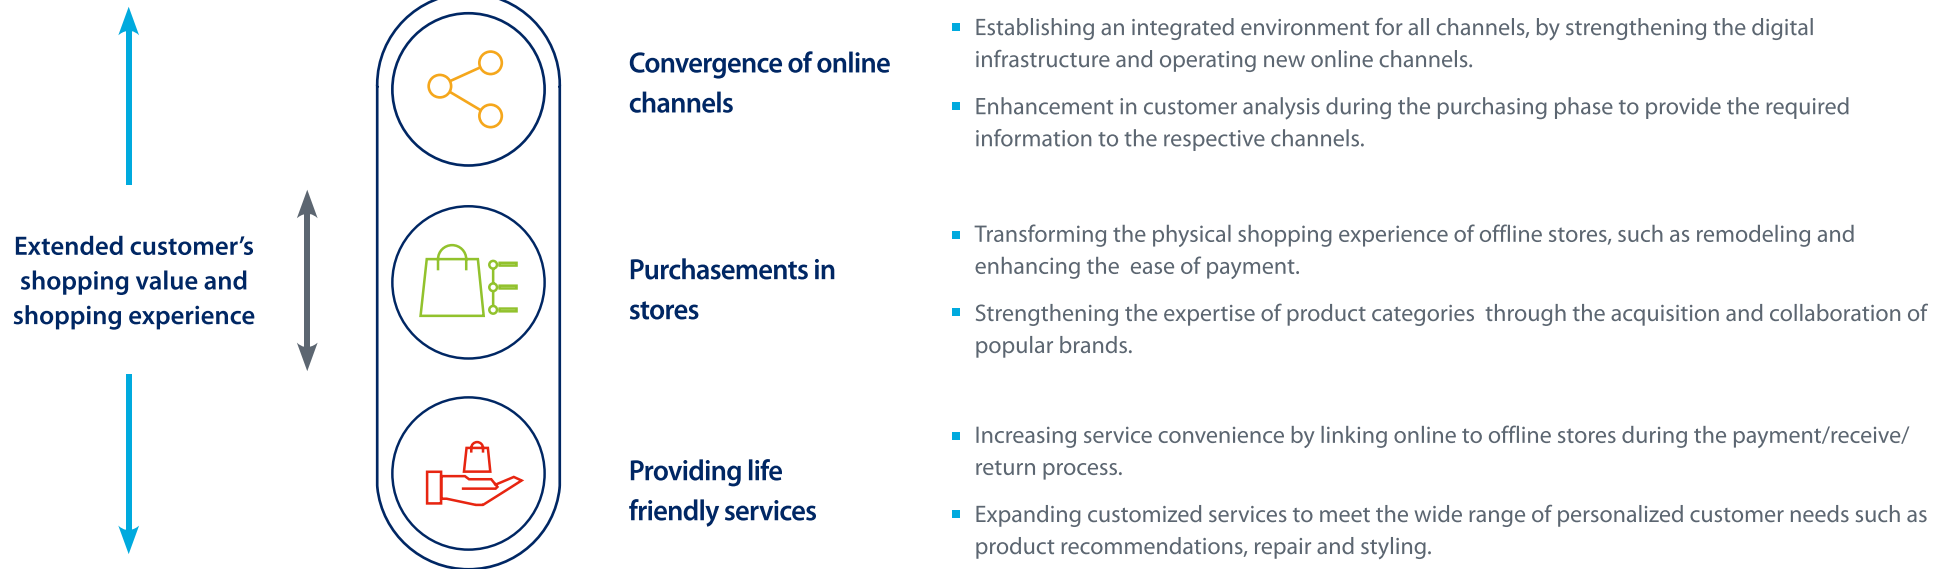 Extended customer’s
shopping value and
shopping experience
Convergence of online
channels
Establishing an integrated environment for all channels, by strengthening the digital
infrastructure and operating new online channels.
Enhancement in customer analysis during the purchasing phase to provide the required
information to the respective channels.
Purchasements in
stores
Transforming the physical shopping experience of offline stores, such as remodeling and
enhancing the  ease of payment.
Strengthening the expertise of product categories  through the acquisition and collaboration of
popular brands.
Providing life
friendly services
Increasing service convenience by linking online to offline stores during the payment/receive/
return process.
Expanding customized services to meet the wide range of personalized customer needs such as
product recommendations, repair and styling.